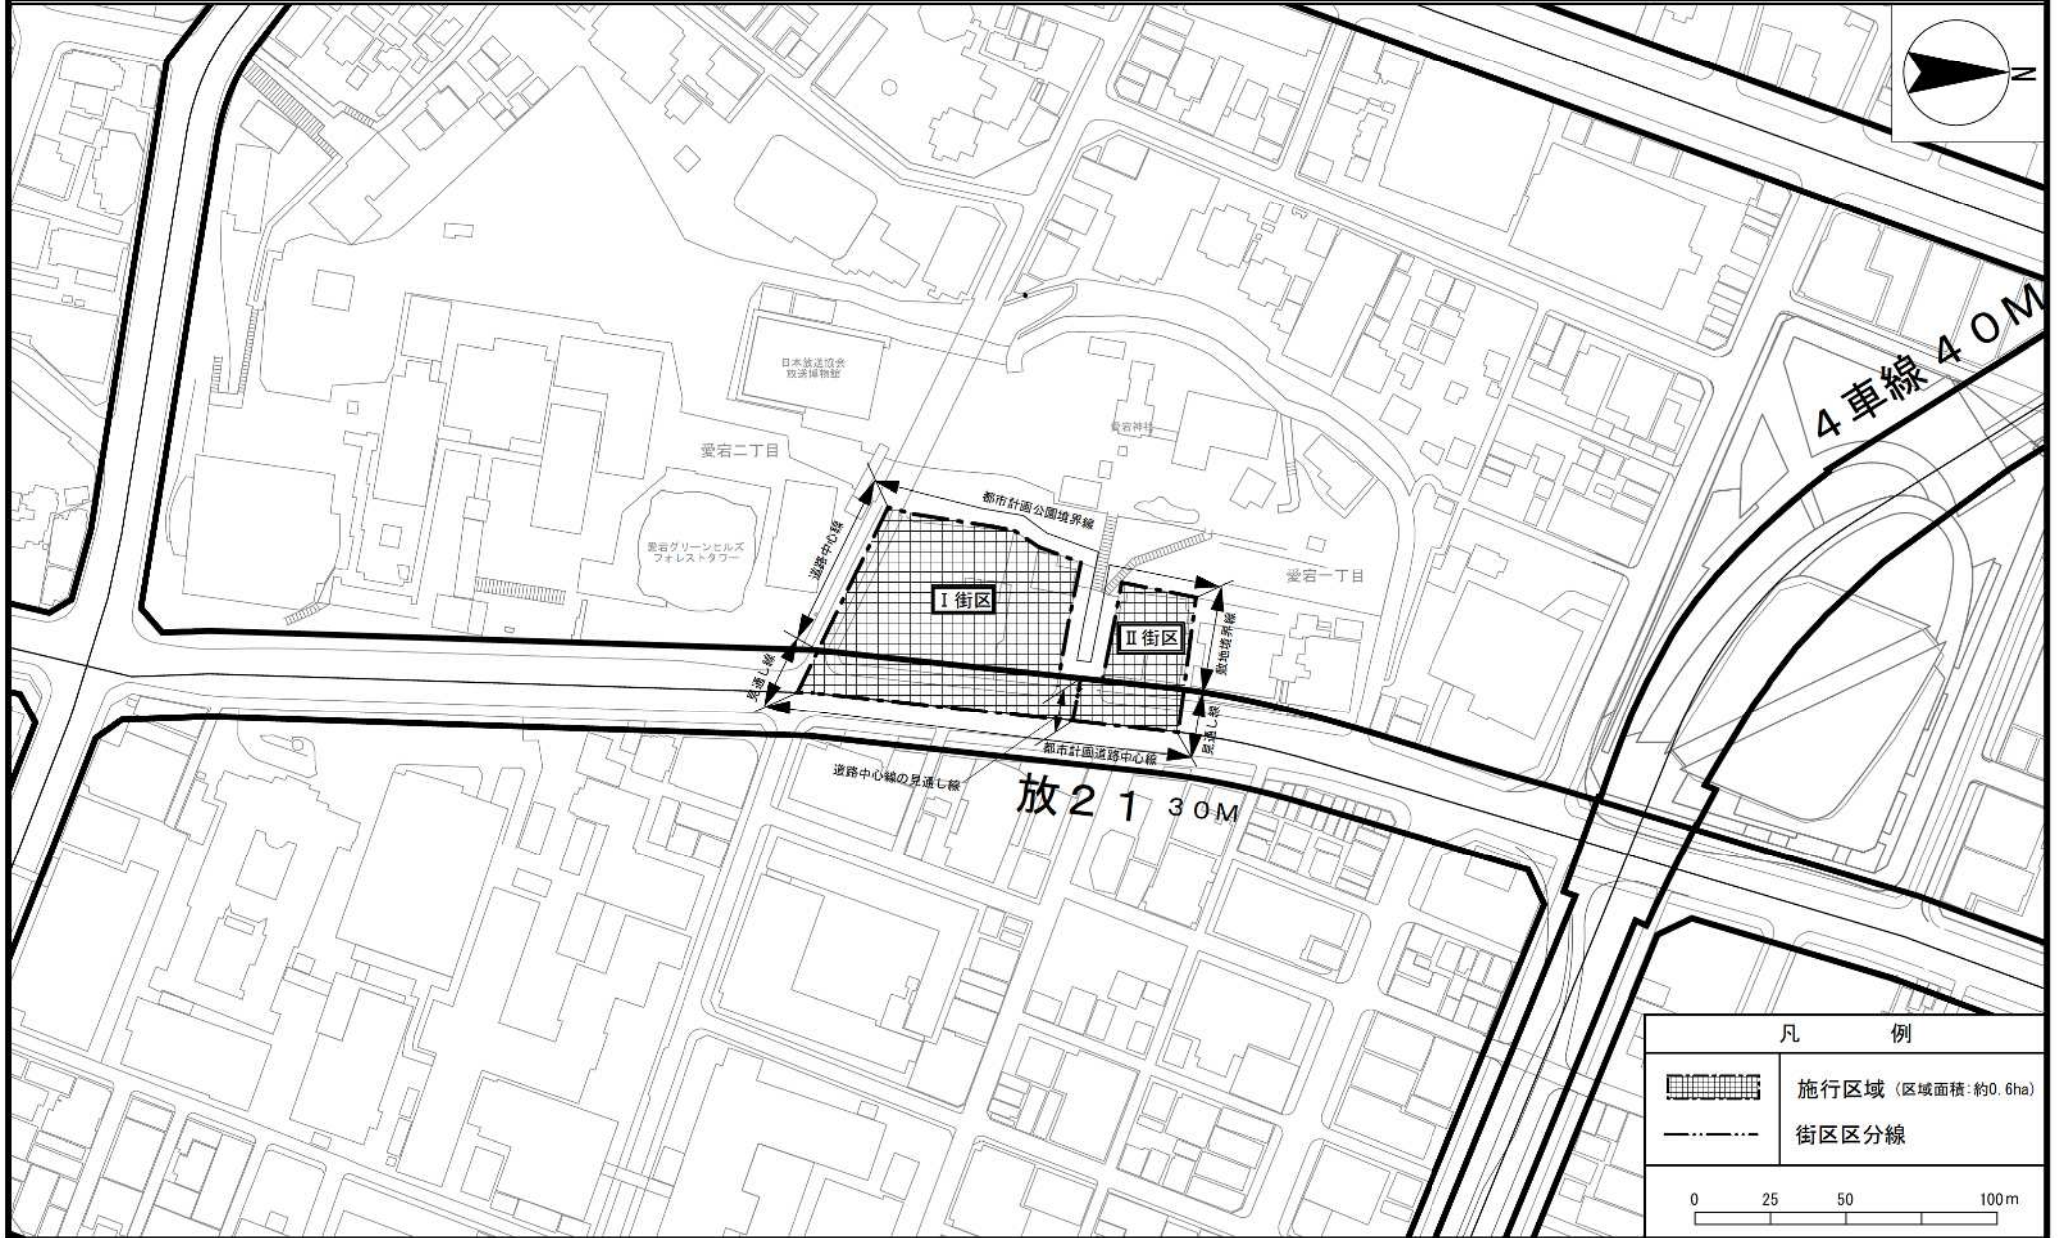 N
4車線 40M
日本放送協会
放送博物館
愛宕神社
愛宕二丁目
都市計画公園境界線
道路中心線
愛宕グリーンヒルズ
フォレストタワー
愛宕一丁目
Ⅰ街区
Ⅱ街区
敷地境界線
見通し線
見通し線
都市計画道路中心線
道路中心線の見通し線
放21 30M
凡 例
施行区域 (区域面積:約0.6ha)
街区区分線
0 25 50 100m